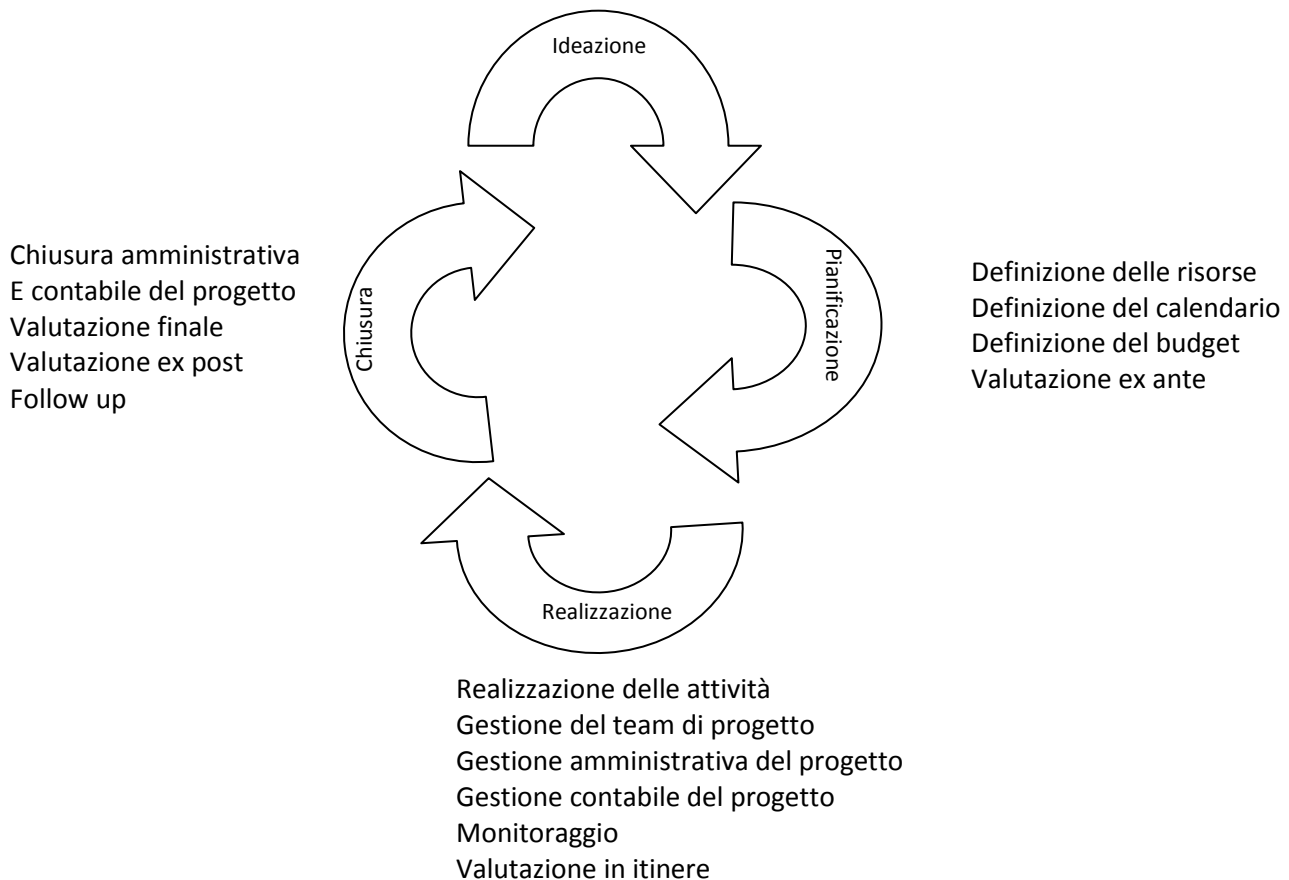 Ideazione
Pianificazione
Definizione delle risorse
Definizione del calendario
Definizione del budget
Valutazione ex ante
Realizzazione
Realizzazione delle attività
Gestione del team di progetto
Gestione amministrativa del progetto
Gestione contabile del progetto
Monitoraggio
Valutazione in itinere
Chiusura
Chiusura amministrativa
E contabile del progetto
Valutazione finale
Valutazione ex post
Follow up